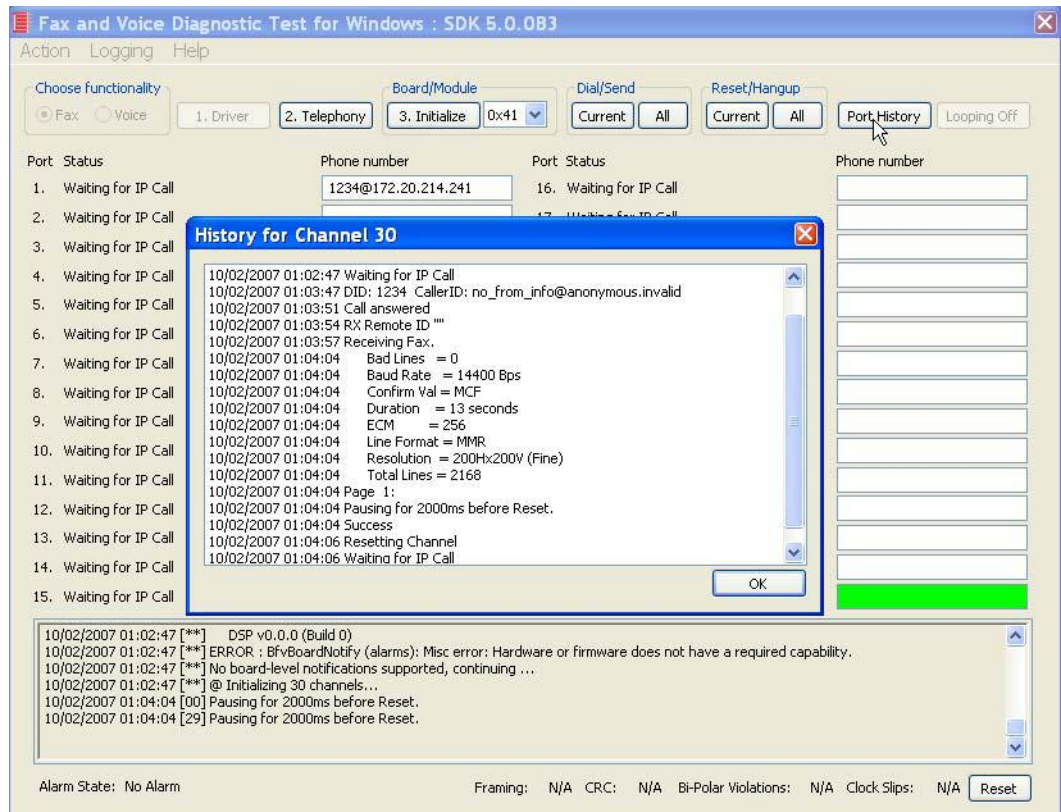 Fax and Voice Diagnostic Test for Windows : SDK 5.0.0B3
Action Logging Help
Choose functionality Board/Module Dial/Send Reset/Hangup
Fax Voice 1. Driver 2. Telephony 3. Initialize 0x41 Current All Current All Port History Looping Off
Port Status Phone number Port Status Phone number
1. Waiting for IP Call 1234@172.20.214.241 16. Waiting for IP Call
2. Waiting for IP Call
3. Waiting for IP Call
4. Waiting for IP Call
5. Waiting for IP Call
6. Waiting for IP Call
7. Waiting for IP Call
8. Waiting for IP Call
9. Waiting for IP Call
10. Waiting for IP Call
11. Waiting for IP Call
12. Waiting for IP Call
13. Waiting for IP Call
14. Waiting for IP Call
15. Waiting for IP Call
History for Channel 30
10/02/2007 01:02:47 Waiting for IP Call
10/02/2007 01:03:47 DID: 1234 CallerID: no_from_info@anonymous.invalid
10/02/2007 01:03:51 Call answered
10/02/2007 01:03:54 RX Remote ID ""
10/02/2007 01:03:57 Receiving Fax.
10/02/2007 01:04:04 Bad Lines = 0
10/02/2007 01:04:04 Baud Rate = 14400 Bps
10/02/2007 01:04:04 Confirm Val = MCF
10/02/2007 01:04:04 Duration = 13 seconds
10/02/2007 01:04:04 ECM = 256
10/02/2007 01:04:04 Line Format = MMR
10/02/2007 01:04:04 Resolution = 200Hx200V (Fine)
10/02/2007 01:04:04 Total Lines = 2168
10/02/2007 01:04:04 Page 1:
10/02/2007 01:04:04 Pausing for 2000ms before Reset.
10/02/2007 01:04:04 Success
10/02/2007 01:04:06 Resetting Channel
10/02/2007 01:04:06 Waiting for IP Call
OK
10/02/2007 01:02:47 [**] DSP v0.0.0 (Build 0)
10/02/2007 01:02:47 [**] ERROR : BfvBoardNotify (alarms): Misc error: Hardware or firmware does not have a required capability.
10/02/2007 01:02:47 [**] No board-level notifications supported, continuing ...
10/02/2007 01:02:47 [**] @ Initializing 30 channels...
10/02/2007 01:04:04 [00] Pausing for 2000ms before Reset.
10/02/2007 01:04:04 [29] Pausing for 2000ms before Reset.
Alarm State: No Alarm Framing: N/A CRC: N/A Bi-Polar Violations: N/A Clock Slips: N/A Reset